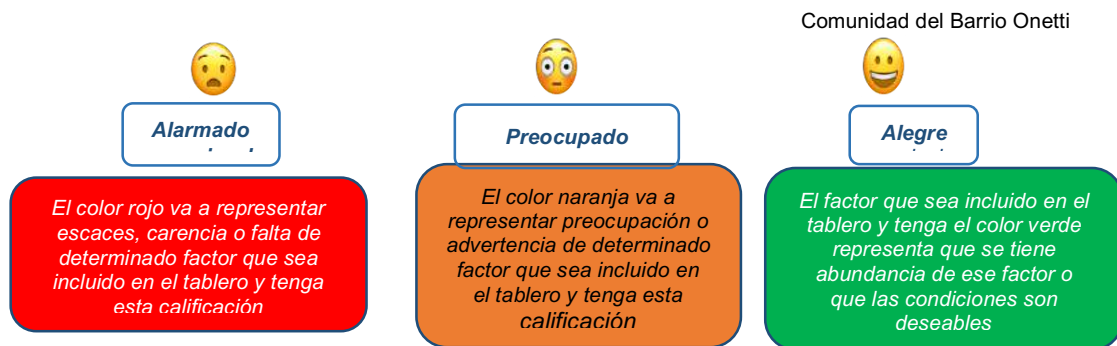 Comunidad del Barrio Onetti
Alarmado
Preocupado
Alegre
El color rojo va a representar
escaces, carencia o falta de
determinado factor que sea
incluido en el tablero y tenga
esta calificación
El color naranja va a
representar preocupación o
advertencia de determinado
factor que sea incluido en
el tablero y tenga esta
calificación
El factor que sea incluido en el
tablero y tenga el color verde
representa que se tiene
abundancia de ese factor o
que las condiciones son
deseables